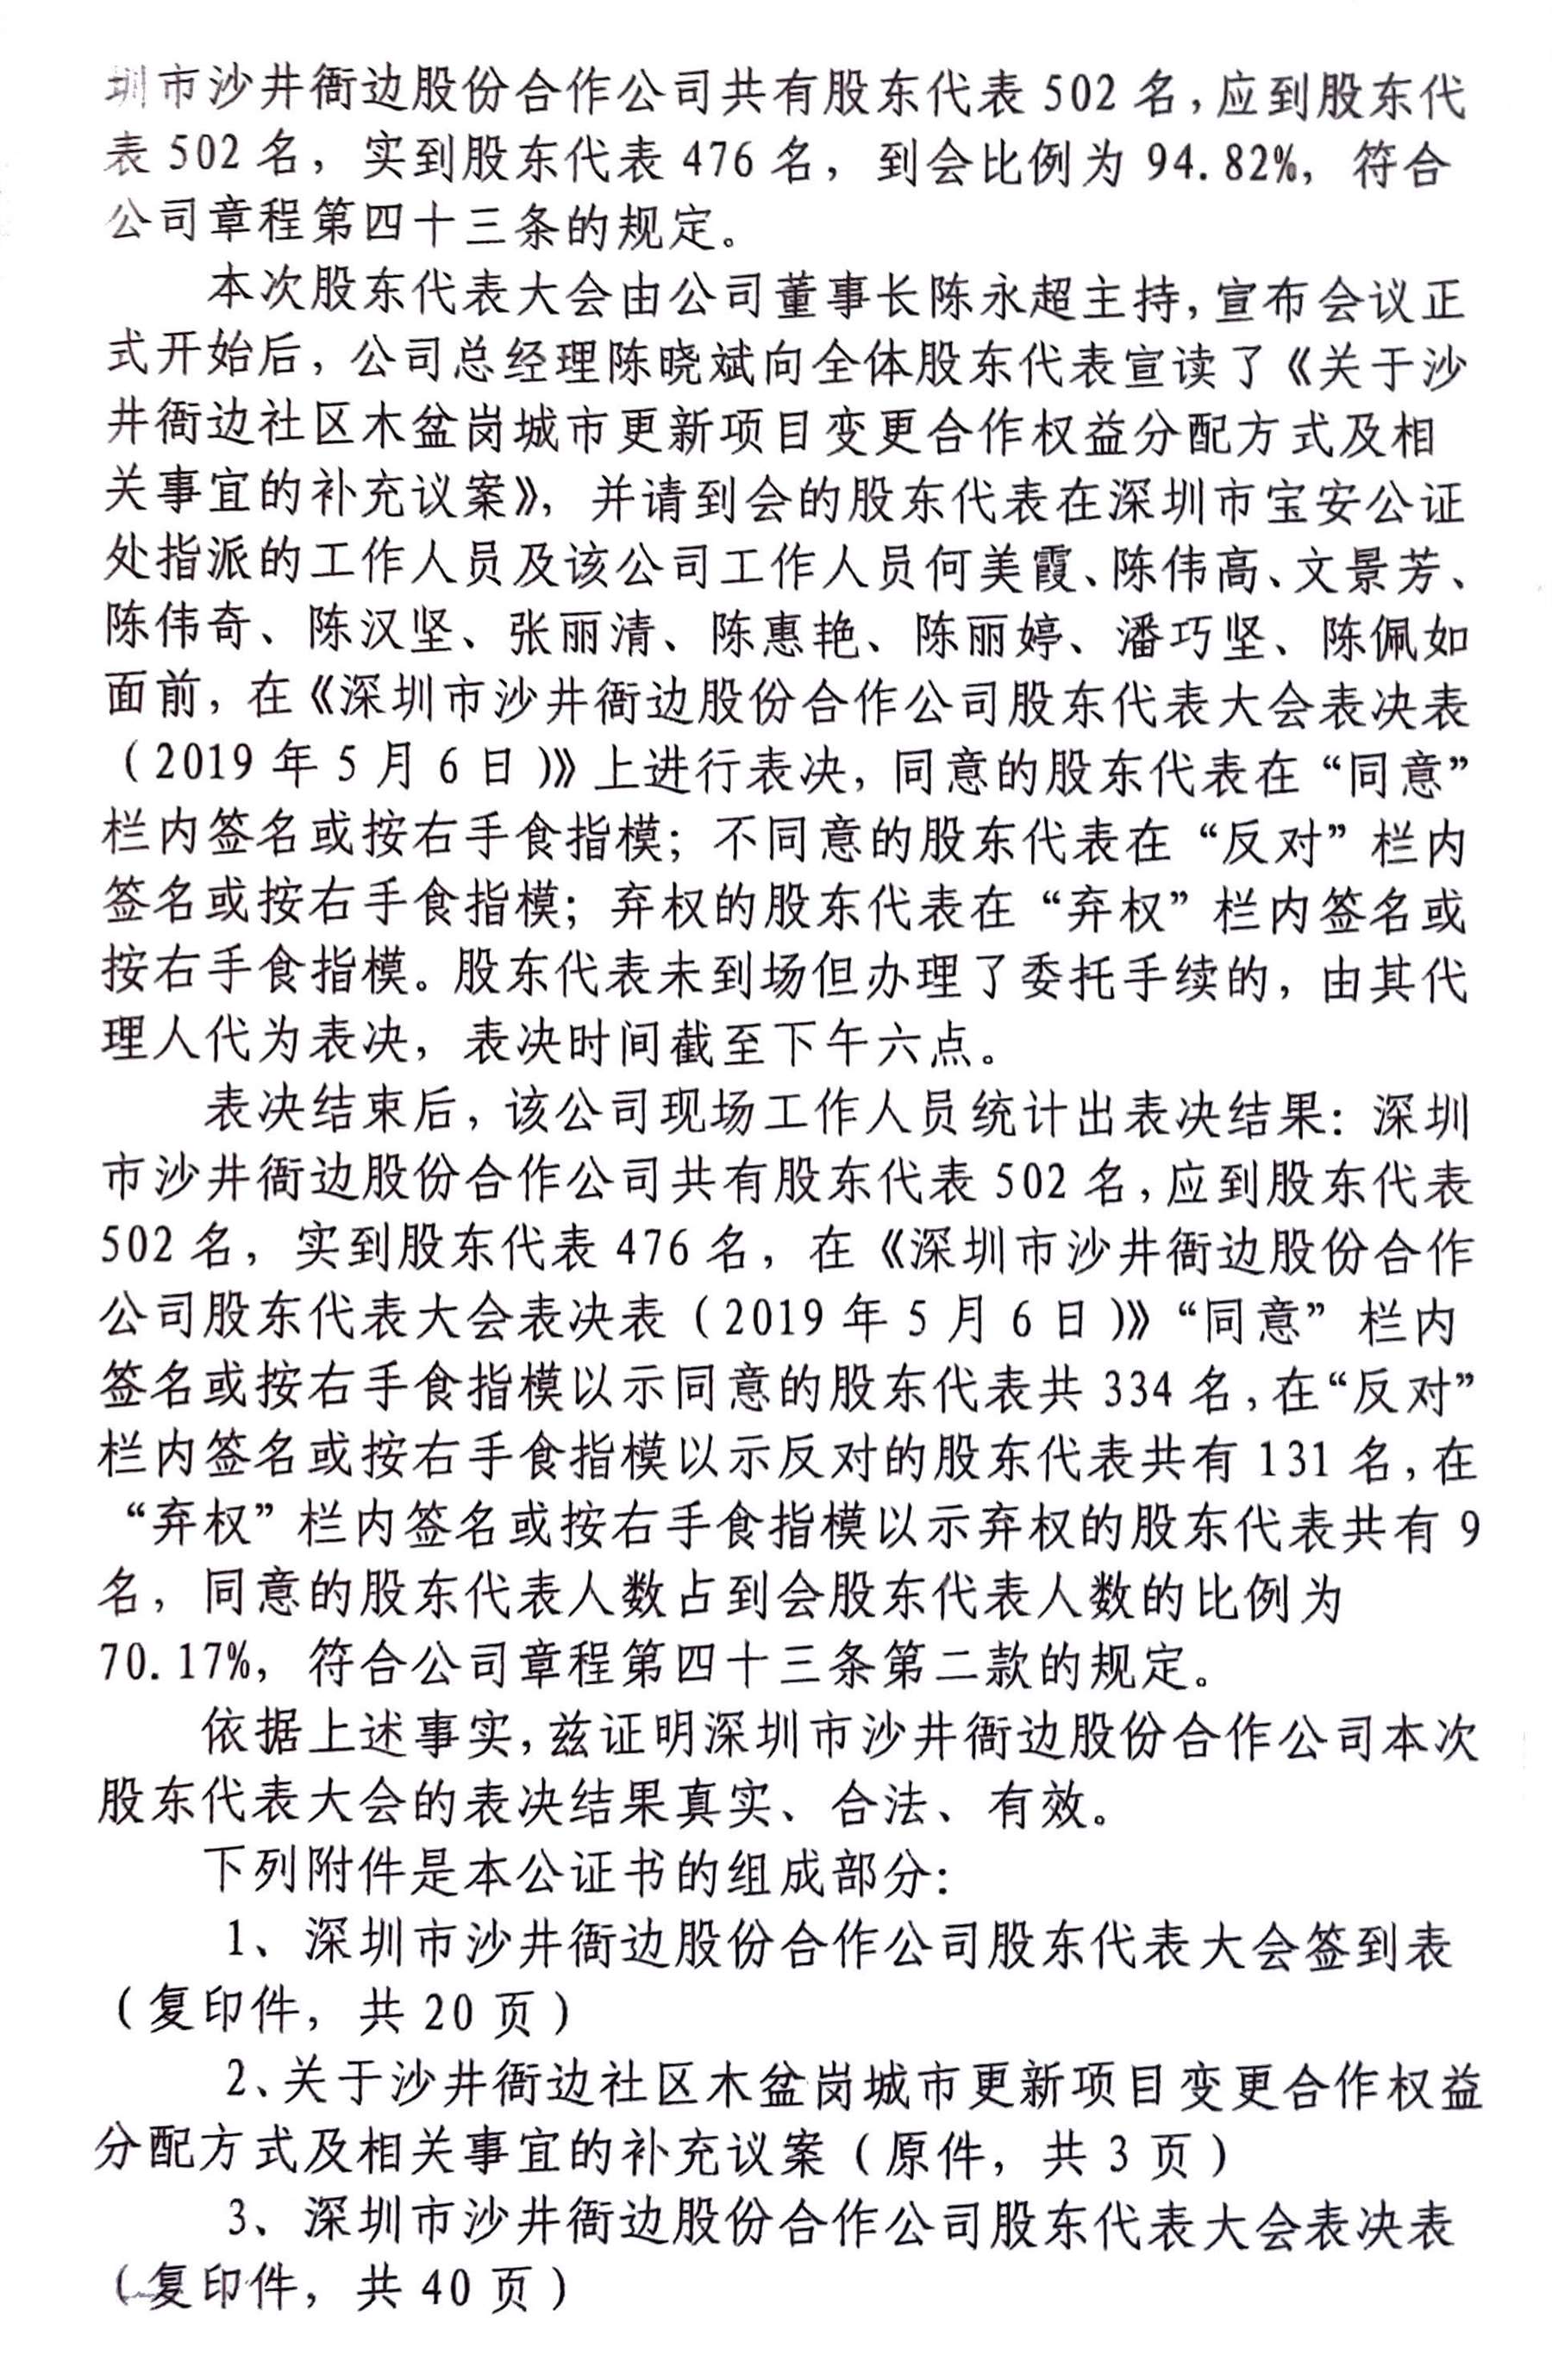 圳市沙井衙边股份合作公司共有股东代表 502 名，应到股东代
表 502 名，实到股东代表 476 名，到会比例为 94.82%，符合
公司章程第四十三条的规定。
本次股东代表大会由公司董事长陈永超主持，宣布会议正
式开始后，公司总经理陈晓斌向全体股东代表宣读了《关于沙
井衙边社区木盆岗城市更新项目变更合作权益分配方式及相
关事宜的补充议案》，并请到会的股东代表在深圳市宝安公证
处指派的工作人员及该公司工作人员何美霞、陈伟高、文景芳、
陈伟奇、陈汉坚、张丽清、陈惠艳、陈丽婷、潘巧坚、陈佩如
面前，在《深圳市沙井衙边股份合作公司股东代表大会表决表
（2019 年 5 月 6 日）》上进行表决，同意的股东代表在“同意”
栏内签名或按右手食指模；不同意的股东代表在“反对”栏内
签名或按右手食指模；弃权的股东代表在“弃权”栏内签名或
按右手食指模。股东代表未到场但办理了委托手续的，由其代
理人代为表决，表决时间截至下午六点。
表决结束后，该公司现场工作人员统计出表决结果：深圳
市沙井衙边股份合作公司共有股东代表 502 名，应到股东代表
502 名，实到股东代表 476 名，在《深圳市沙井衙边股份合作
公司股东代表大会表决表（2019 年 5 月 6 日）》“同意”栏内
签名或按右手食指模以示同意的股东代表共 334 名，在“反对”
栏内签名或按右手食指模以示反对的股东代表共有 131 名，在
“弃权”栏内签名或按右手食指模以示弃权的股东代表共有 9
名，同意的股东代表人数占到会股东代表人数的比例为
70.17%，符合公司章程第四十三条第二款的规定。
依据上述事实，兹证明深圳市沙井衙边股份合作公司本次
股东代表大会的表决结果真实、合法、有效。
下列附件是本公证书的组成部分：
1、深圳市沙井衙边股份合作公司股东代表大会签到表
（复印件，共 20 页）
2、关于沙井衙边社区木盆岗城市更新项目变更合作权益
分配方式及相关事宜的补充议案（原件，共 3 页）
3、深圳市沙井衙边股份合作公司股东代表大会表决表
（复印件，共 40 页）